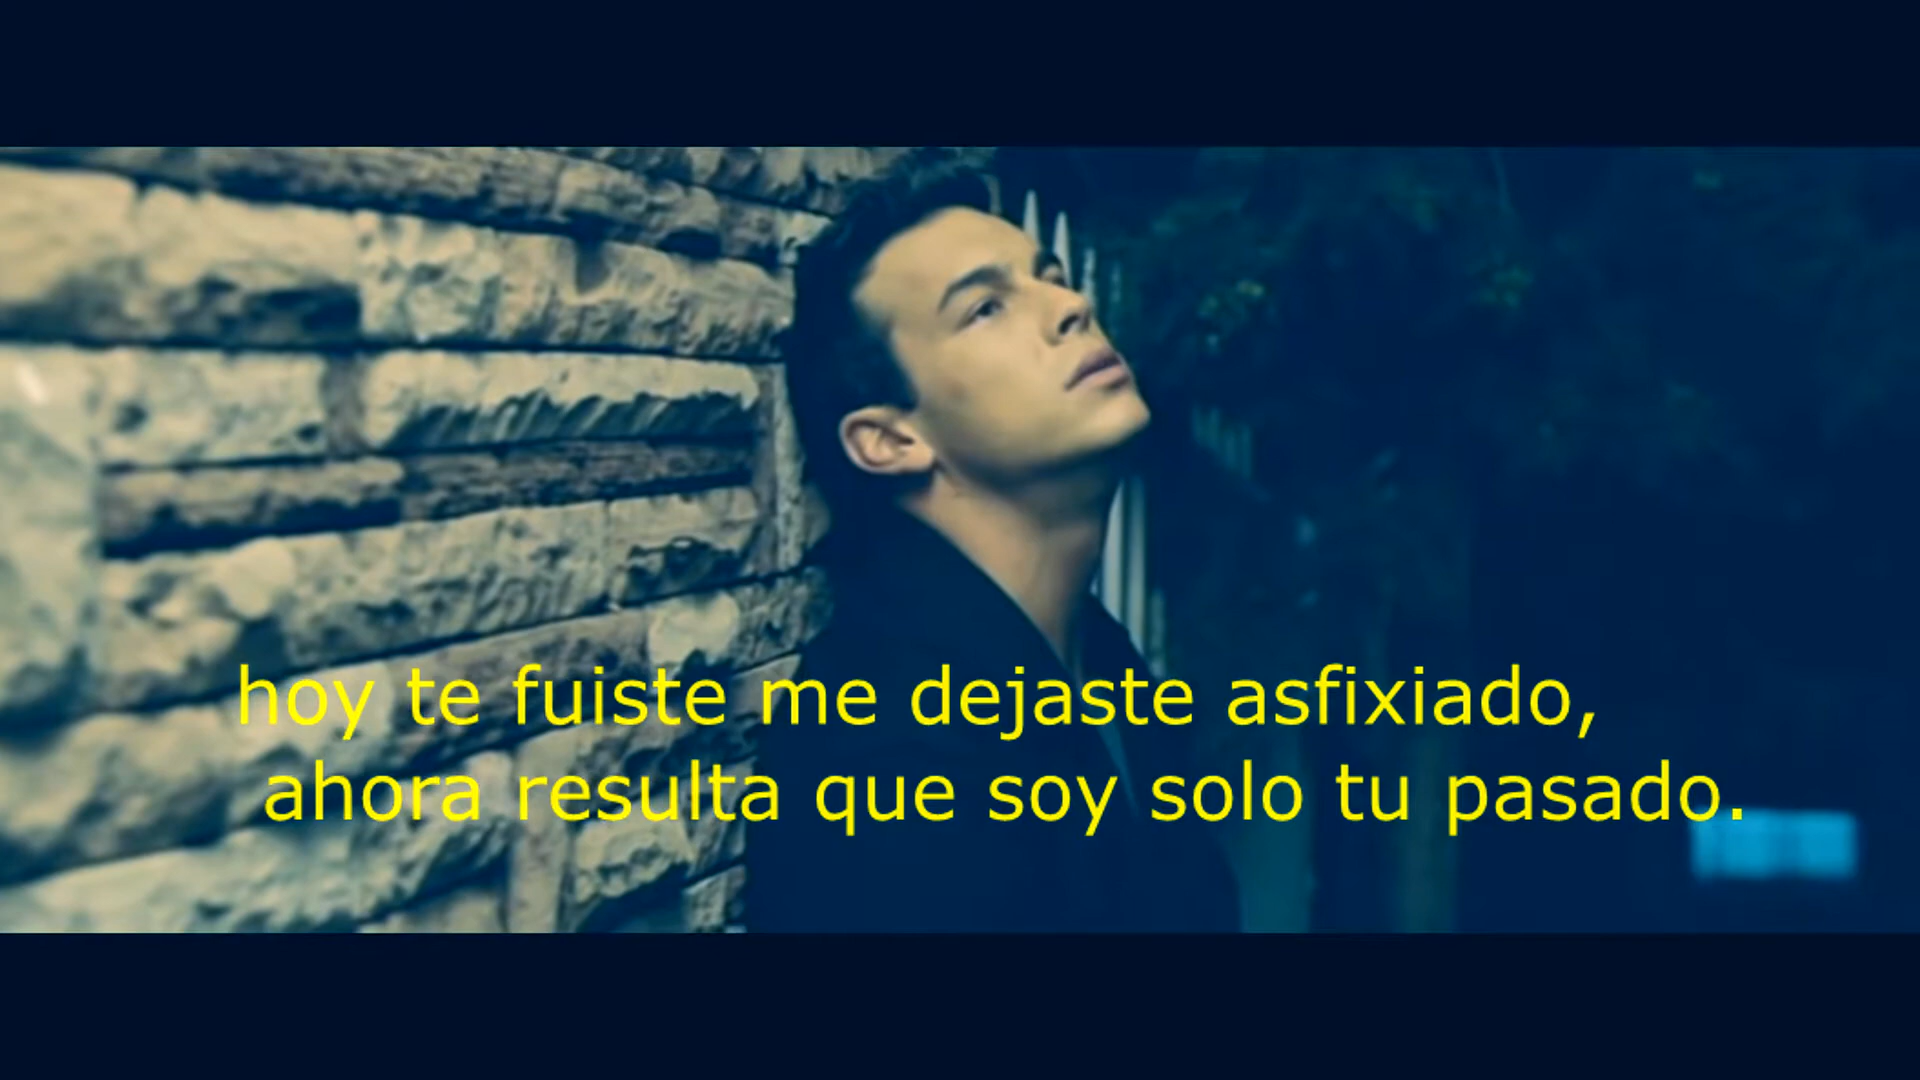 hoy te fuiste me dejaste asfixiado,
ahora resulta que soy solo tu pasado.